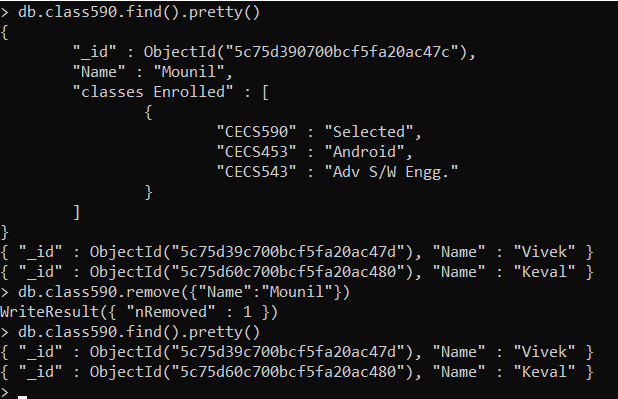 > db.class590.find().pretty()
{
        "_id" : ObjectId("5c75d390700bcf5fa20ac47c"),
        "Name" : "Mounil",
        "classes Enrolled" : [
                {
                        "CECS590" : "Selected",
                        "CECS453" : "Android",
                        "CECS543" : "Adv S/W Engg."
                }
        ]
}
{ "_id" : ObjectId("5c75d39c700bcf5fa20ac47d"), "Name" : "Vivek" }
{ "_id" : ObjectId("5c75d60c700bcf5fa20ac480"), "Name" : "Keval" }
> db.class590.remove({"Name":"Mounil"})
WriteResult({ "nRemoved" : 1 })
> db.class590.find().pretty()
{ "_id" : ObjectId("5c75d39c700bcf5fa20ac47d"), "Name" : "Vivek" }
{ "_id" : ObjectId("5c75d60c700bcf5fa20ac480"), "Name" : "Keval" }
>